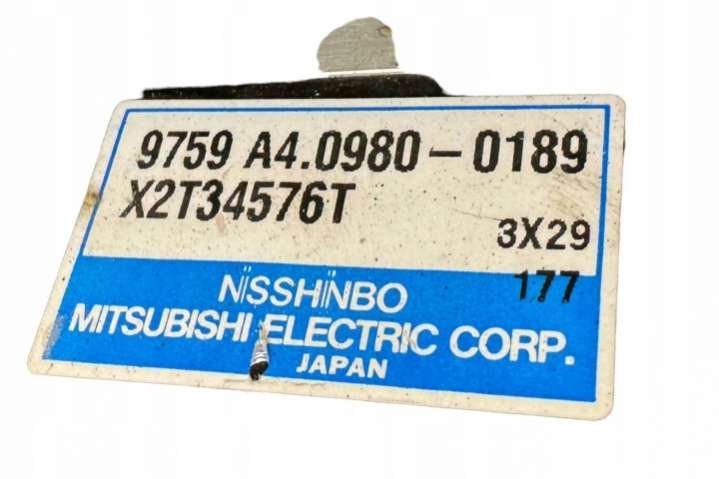 9759 A4.0980-0189
X2T34576T
3X29
177
NISSHINBO
MITSUBISHI ELECTRIC CORP.
JAPAN